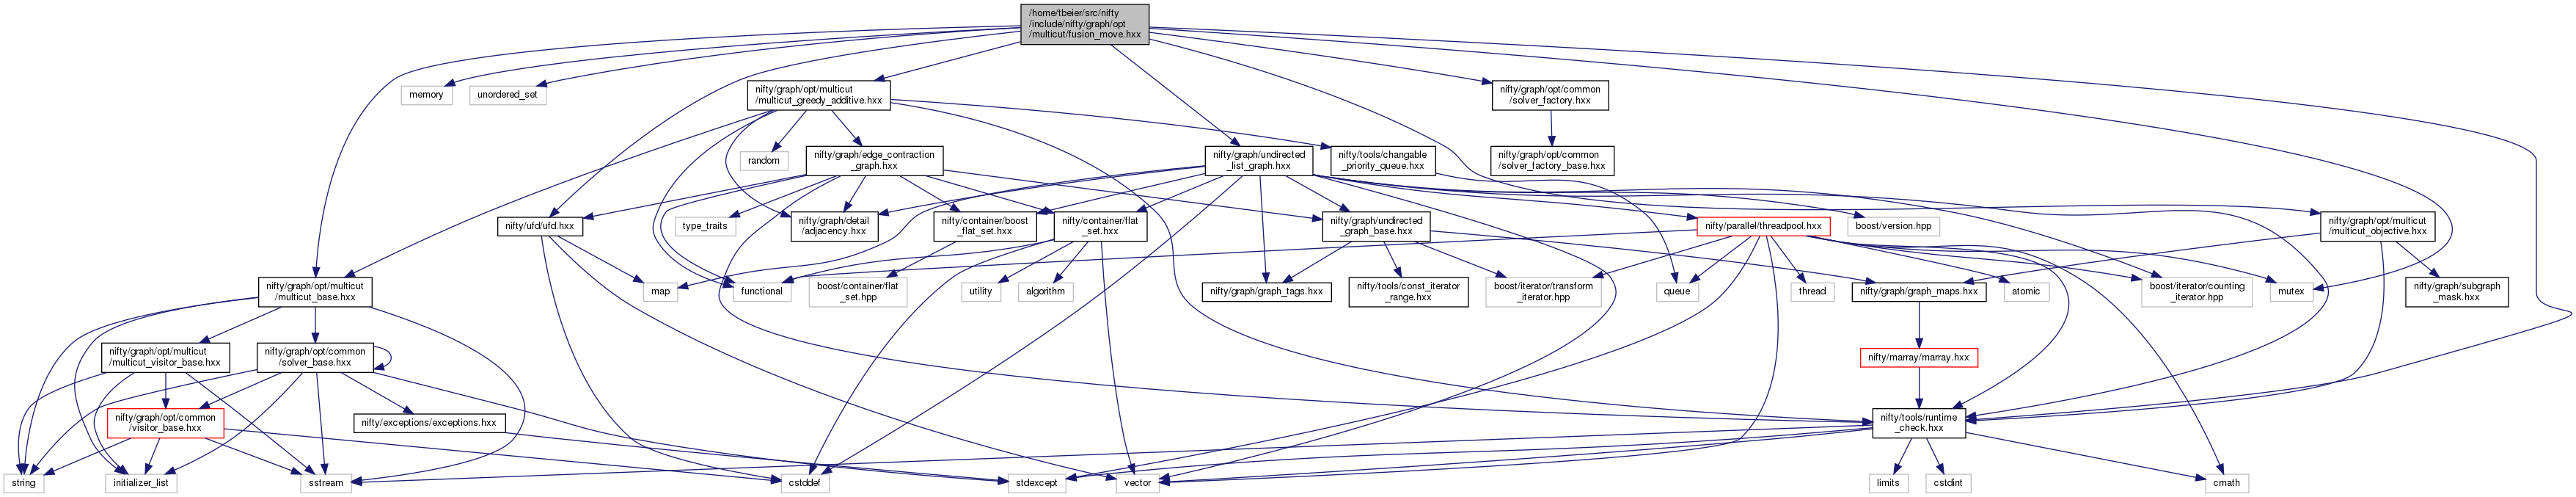 /home/tbeier/src/nifty
/include/nifty/graph/opt
/multicut/fusion_move.hxx
memory
unordered_set
nifty/graph/opt/multicut
/multicut_greedy_additive.hxx
nifty/graph/opt/common
/solver_factory.hxx
random
nifty/graph/edge_contraction
_graph.hxx
nifty/graph/undirected
_list_graph.hxx
nifty/tools/changable
_priority_queue.hxx
nifty/graph/opt/common
/solver_factory_base.hxx
nifty/ufd/ufd.hxx
type_traits
nifty/graph/detail
/adjacency.hxx
nifty/container/boost
_flat_set.hxx
nifty/container/flat
_set.hxx
nifty/graph/undirected
_graph_base.hxx
nifty/parallel/threadpool.hxx
boost/version.hpp
nifty/graph/opt/multicut
/multicut_objective.hxx
nifty/graph/opt/multicut
/multicut_base.hxx
map
functional
boost/container/flat
_set.hpp
utility
algorithm
nifty/graph/graph_tags.hxx
nifty/tools/const_iterator
_range.hxx
boost/iterator/transform
_iterator.hpp
queue
thread
nifty/graph/graph_maps.hxx
atomic
boost/iterator/counting
_iterator.hpp
mutex
nifty/graph/subgraph
_mask.hxx
nifty/graph/opt/multicut
/multicut_visitor_base.hxx
nifty/graph/opt/common
/solver_base.hxx
nifty/marray/marray.hxx
nifty/graph/opt/common
/visitor_base.hxx
nifty/exceptions/exceptions.hxx
nifty/tools/runtime
_check.hxx
string
initializer_list
sstream
cstddef
stdexcept
vector
limits
cstdint
cmath